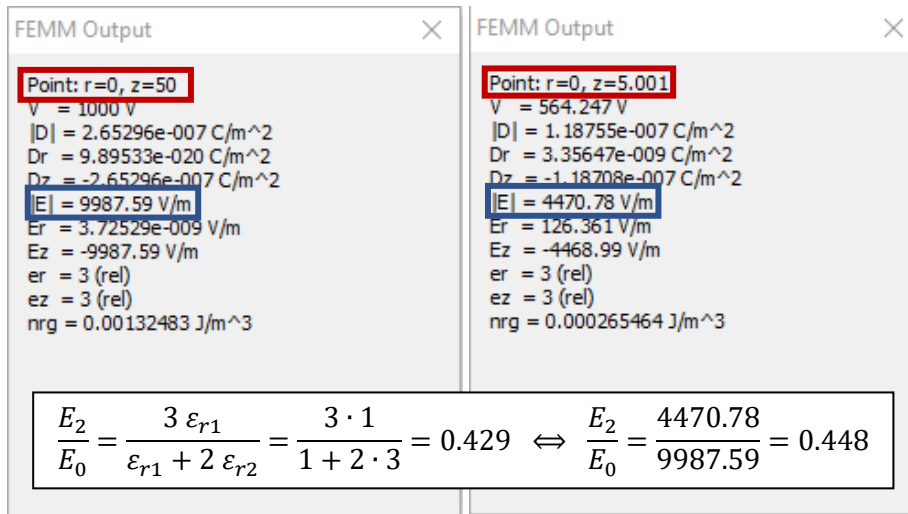 FEMM Output
Point: r=0, z=50
V = 1000 V
|D| = 2.65296e-007 C/m^2
Dr = 9.89533e-020 C/m^2
Dz = -2.65296e-007 C/m^2
|E| = 9987.59 V/m
Er = 3.72529e-009 V/m
Ez = -9987.59 V/m
er = 3 (rel)
ez = 3 (rel)
nrg = 0.00132483 J/m^3
FEMM Output
Point: r=0, z=5.001
V = 564.247 V
|D| = 1.18755e-007 C/m^2
Dr = 3.35647e-009 C/m^2
Dz = -1.18708e-007 C/m^2
|E| = 4470.78 V/m
Er = 126.361 V/m
Ez = -4468.99 V/m
er = 3 (rel)
ez = 3 (rel)
nrg = 0.000265464 J/m^3
E₂/E₀ = 3 ε_r1/(ε_r1 + 2 ε_r2) = 3 · 1/(1 + 2 · 3) = 0.429 ⇔ E₂/E₀ = 4470.78/9987.59 = 0.448